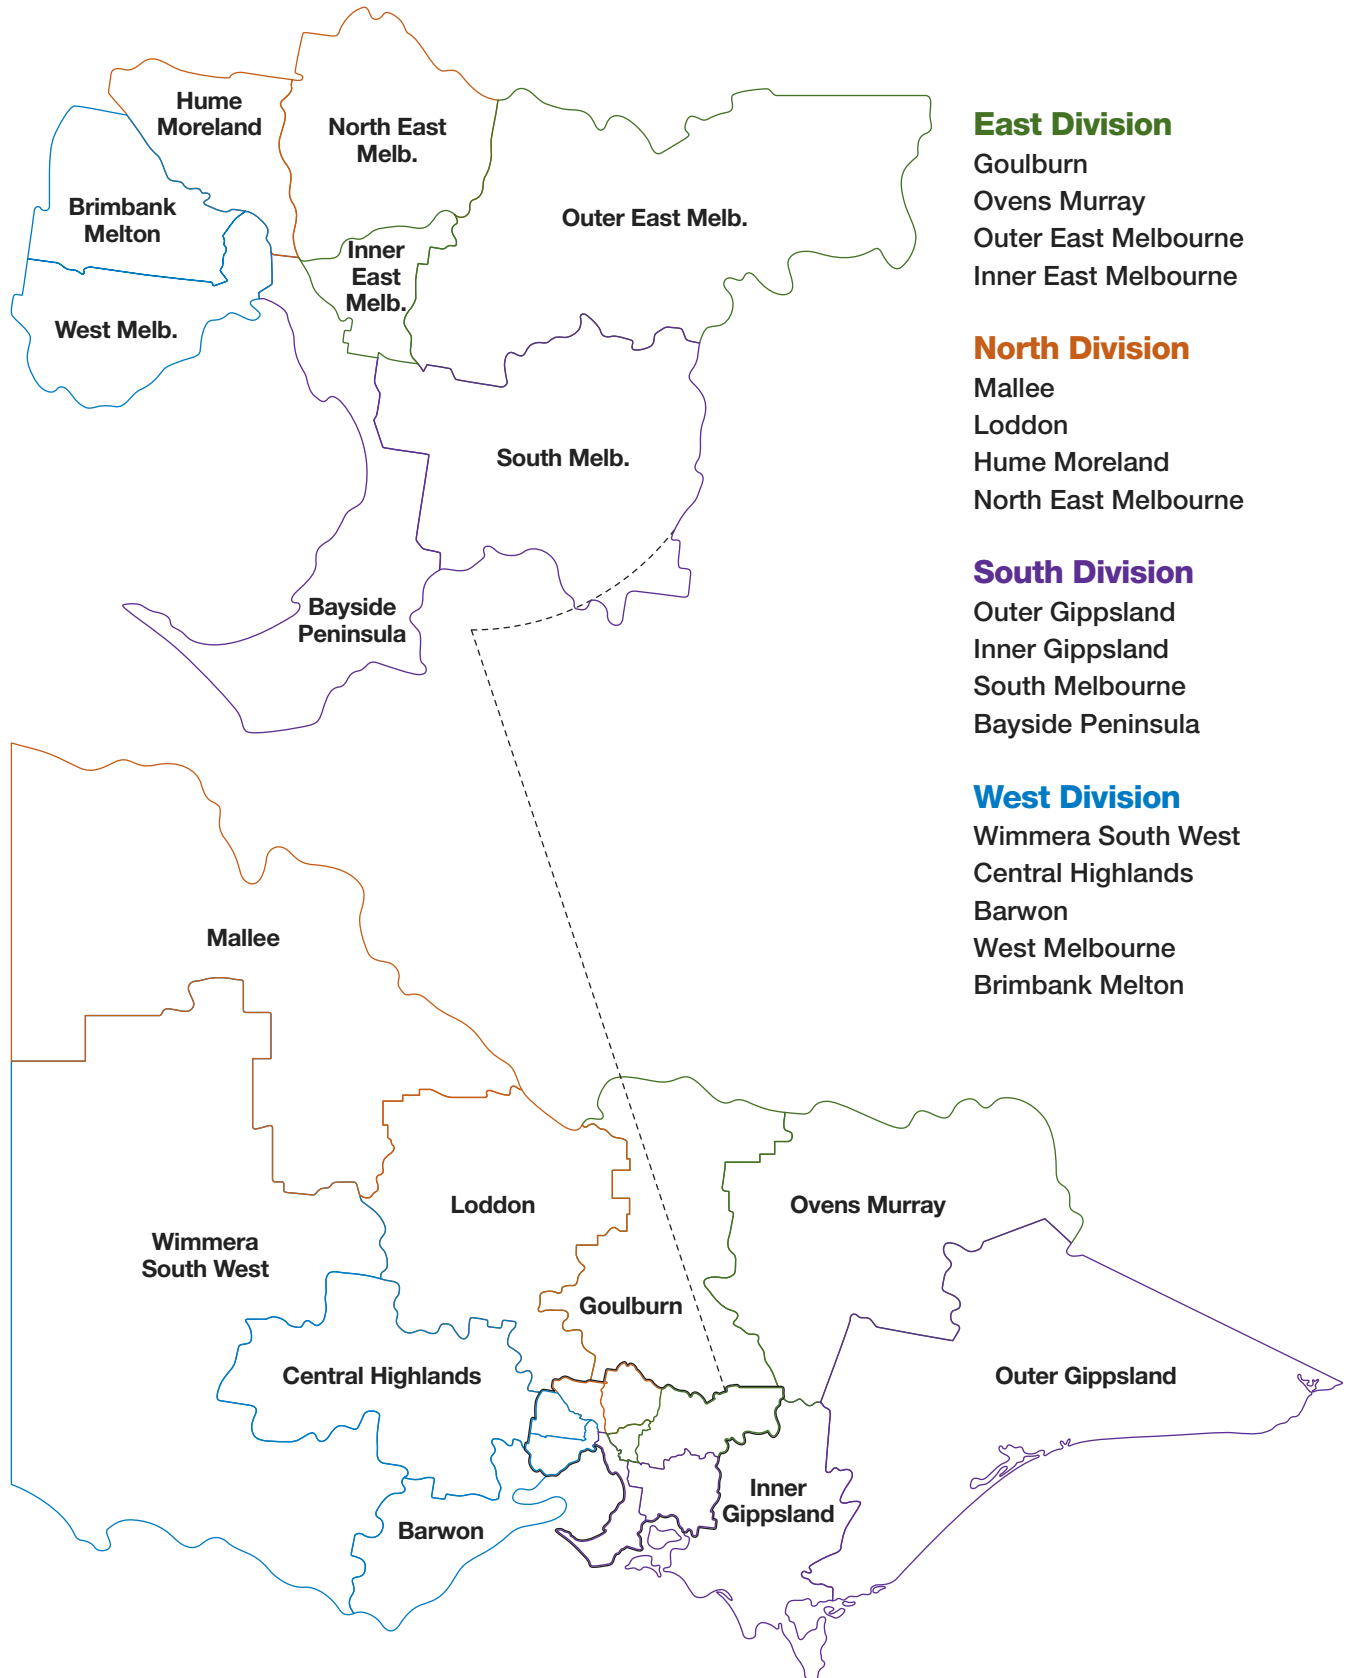 Hume
Moreland
North East
Melb.
Brimbank
Melton
Outer East Melb.
Inner
East
Melb.
West Melb.
South Melb.
Bayside
Peninsula
East Division
Goulburn
Ovens Murray
Outer East Melbourne
Inner East Melbourne
North Division
Mallee
Loddon
Hume Moreland
North East Melbourne
South Division
Outer Gippsland
Inner Gippsland
South Melbourne
Bayside Peninsula
West Division
Wimmera South West
Central Highlands
Barwon
West Melbourne
Brimbank Melton
Mallee
Loddon
Ovens Murray
Wimmera
South West
Goulburn
Central Highlands
Outer Gippsland
Inner
Gippsland
Barwon